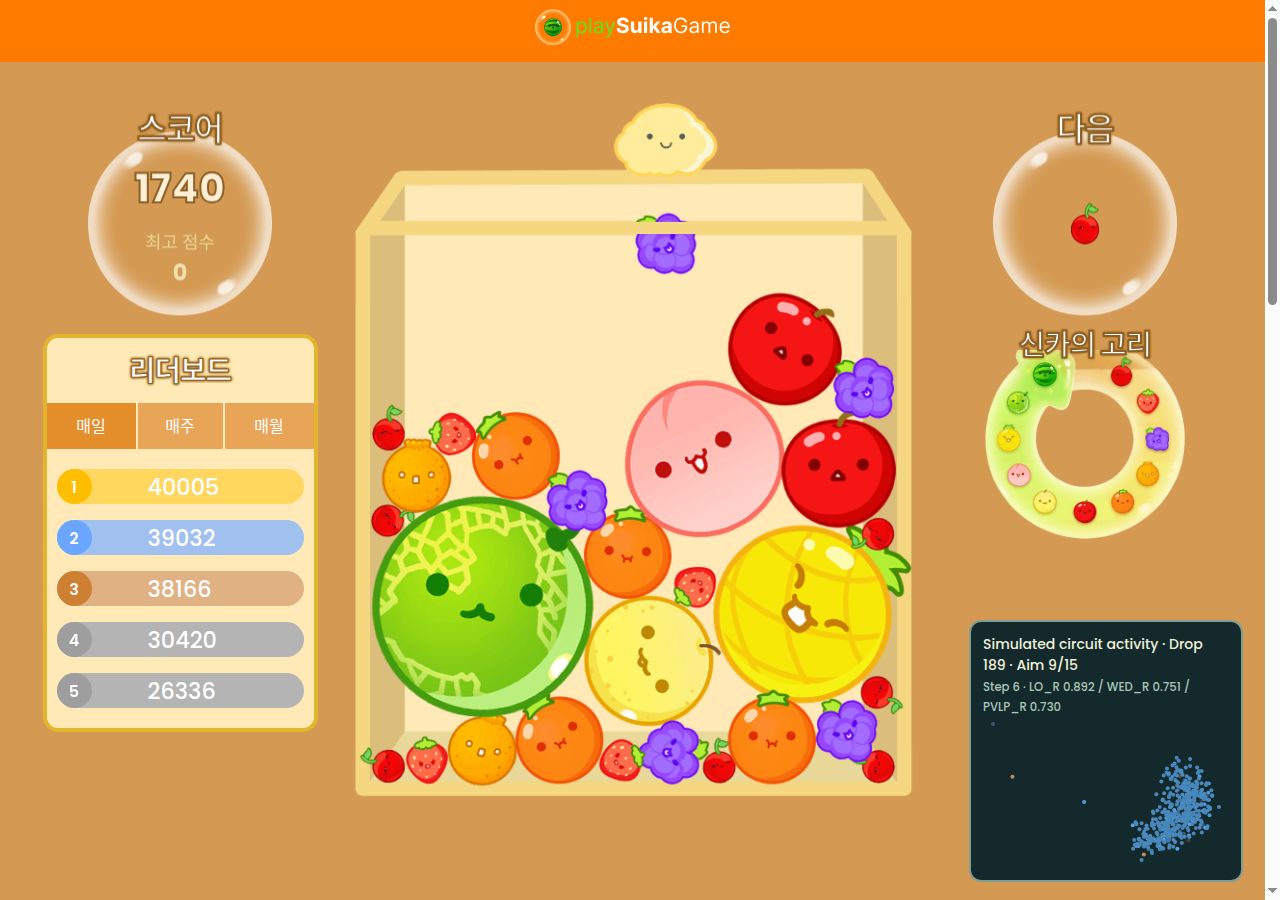 playSuikaGame
스코어
1740
최고 점수
0
다음
신카의 고리
리더보드
매일 매주 매월
1 40005
2 39032
3 38166
4 30420
5 26336
Simulated circuit activity · Drop
189 · Aim 9/15
Step 6 · LO_R 0.892 / WED_R 0.751 /
PVLP_R 0.730